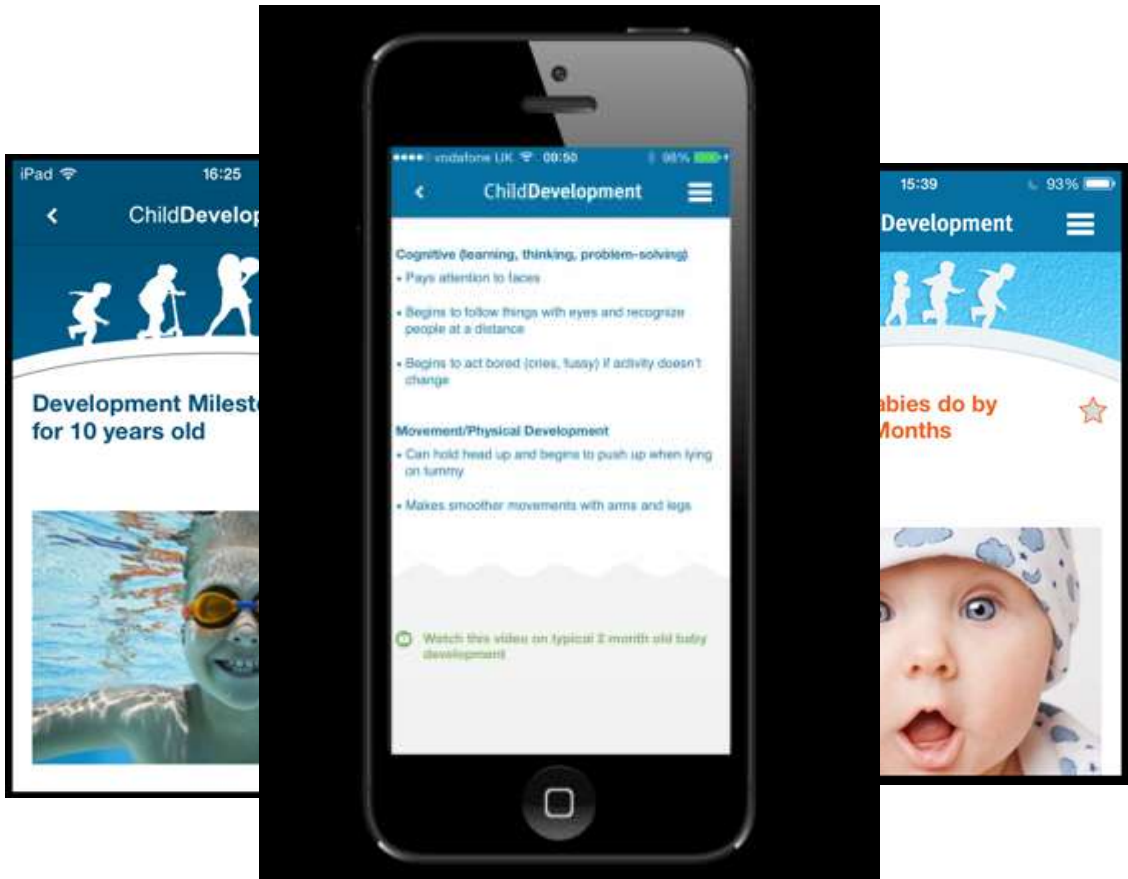 iPad
16:25
ChildDevelop
Development Milest
for 10 years old
vodafone UK 00:50 98%
ChildDevelopment
Cognitive (learning, thinking, problem-solving)
• Pays attention to faces
• Begins to follow things with eyes and recognize
people at a distance
• Begins to act bored (cries, fussy) if activity doesn't
change
Movement/Physical Development
• Can hold head up and begins to push up when lying
on tummy
• Makes smoother movements with arms and legs
Watch this video on typical 2 month old baby
development
15:39
93%
Development
abies do by
Months